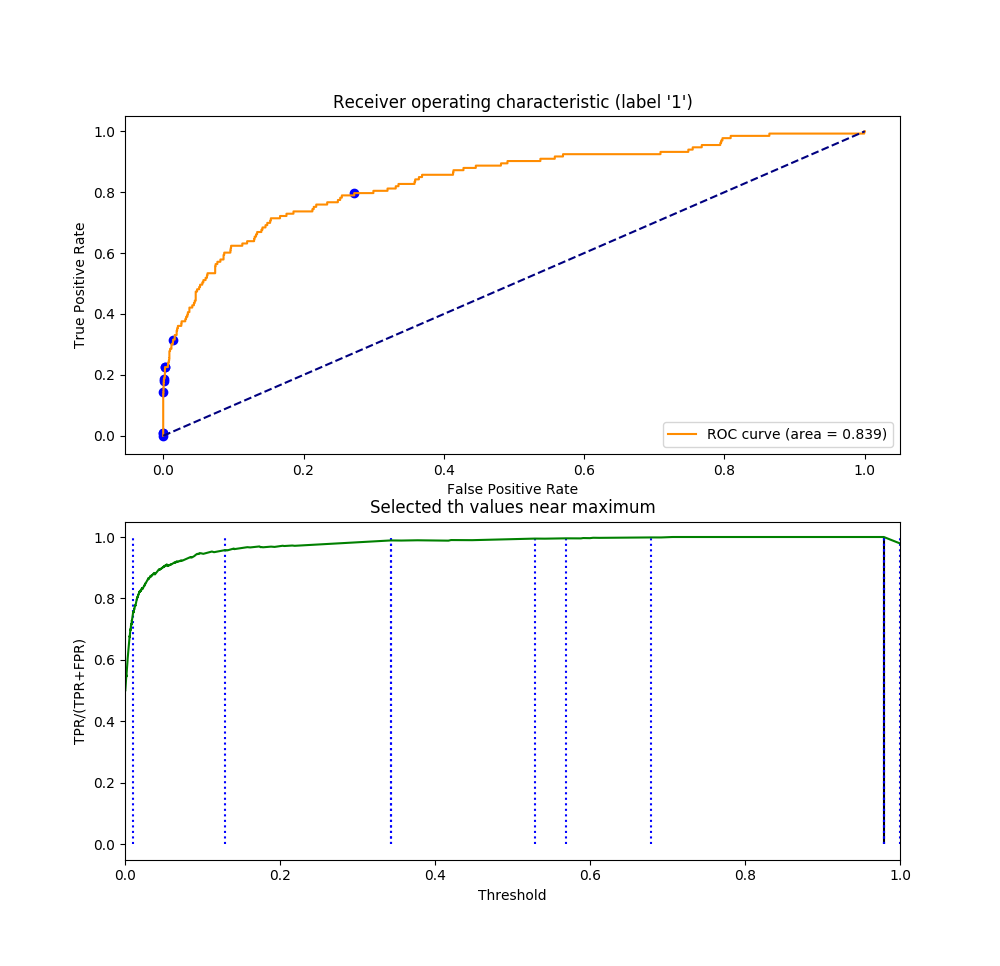 Receiver operating characteristic (label '1')
1.0
0.8
0.6
0.4
0.2
0.0
True Positive Rate
ROC curve (area = 0.839)
0.0 0.2 0.4 0.6 0.8 1.0
False Positive Rate
Selected th values near maximum
1.0
0.8
0.6
0.4
0.2
0.0
TPR/(TPR+FPR)
0.0 0.2 0.4 0.6 0.8 1.0
Threshold